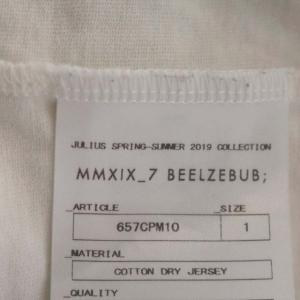 JULIUS SPRING-SUMMER 2019 COLLECTION
MMXIX_7 BEELZEBUB;
_ARTICLE _SIZE
657CPM10 1
_MATERIAL
COTTON DRY JERSEY
_QUALITY